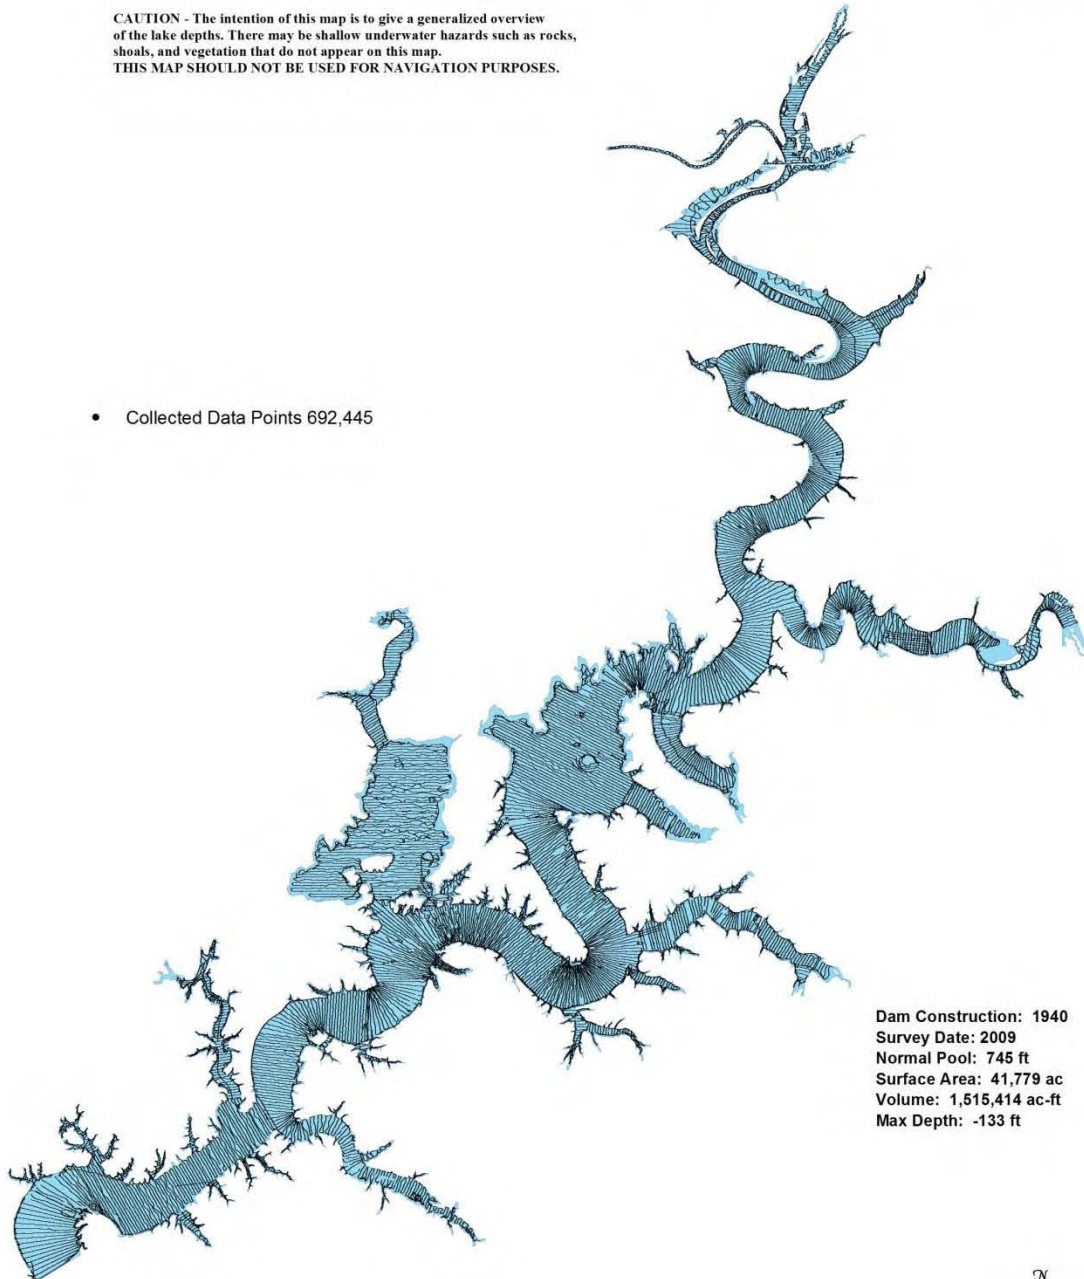 CAUTION - The intention of this map is to give a generalized overview
of the lake depths. There may be shallow underwater hazards such as rocks,
shoals, and vegetation that do not appear on this map.
THIS MAP SHOULD NOT BE USED FOR NAVIGATION PURPOSES.
• Collected Data Points 692,445
Dam Construction: 1940
Survey Date: 2009
Normal Pool: 745 ft
Surface Area: 41,779 ac
Volume: 1,515,414 ac-ft
Max Depth: -133 ft
N